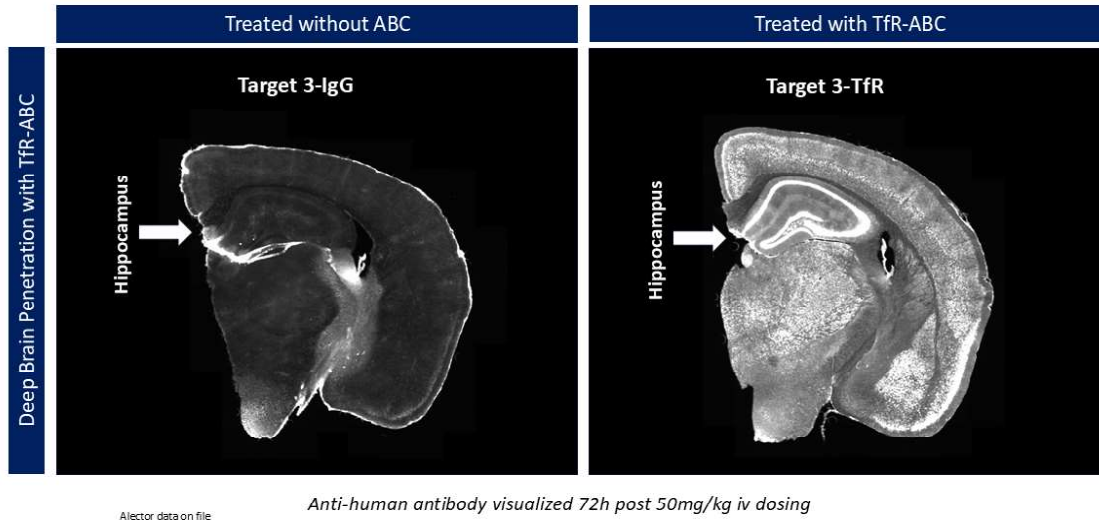 Treated without ABC
Treated with TfR-ABC
Deep Brain Penetration with TfR-ABC
Target 3-IgG
Hippocampus
Target 3-TfR
Hippocampus
Anti-human antibody visualized 72h post 50mg/kg iv dosing
Alector data on file